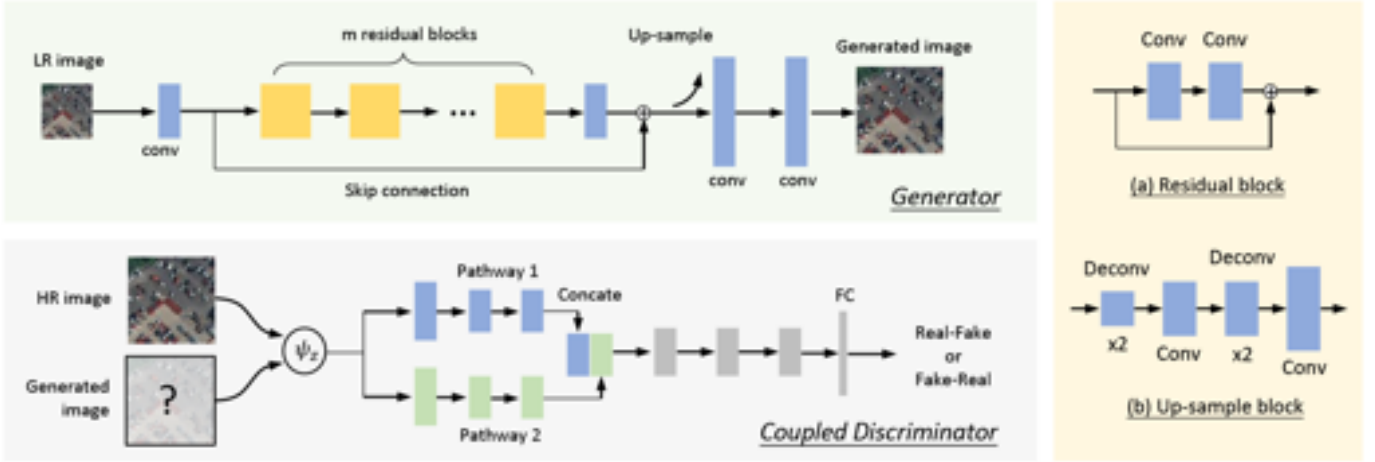 m residual blocks
Up-sample
LR image
Generated image
conv
conv
conv
Skip connection
Generator
HR image
Generated
image
?
ψz
Pathway 1
Concate
Pathway 2
FC
Real-Fake
or
Fake-Real
Coupled Discriminator
Conv Conv
(a) Residual block
Deconv
Deconv
x2
Conv
x2
Conv
(b) Up-sample block